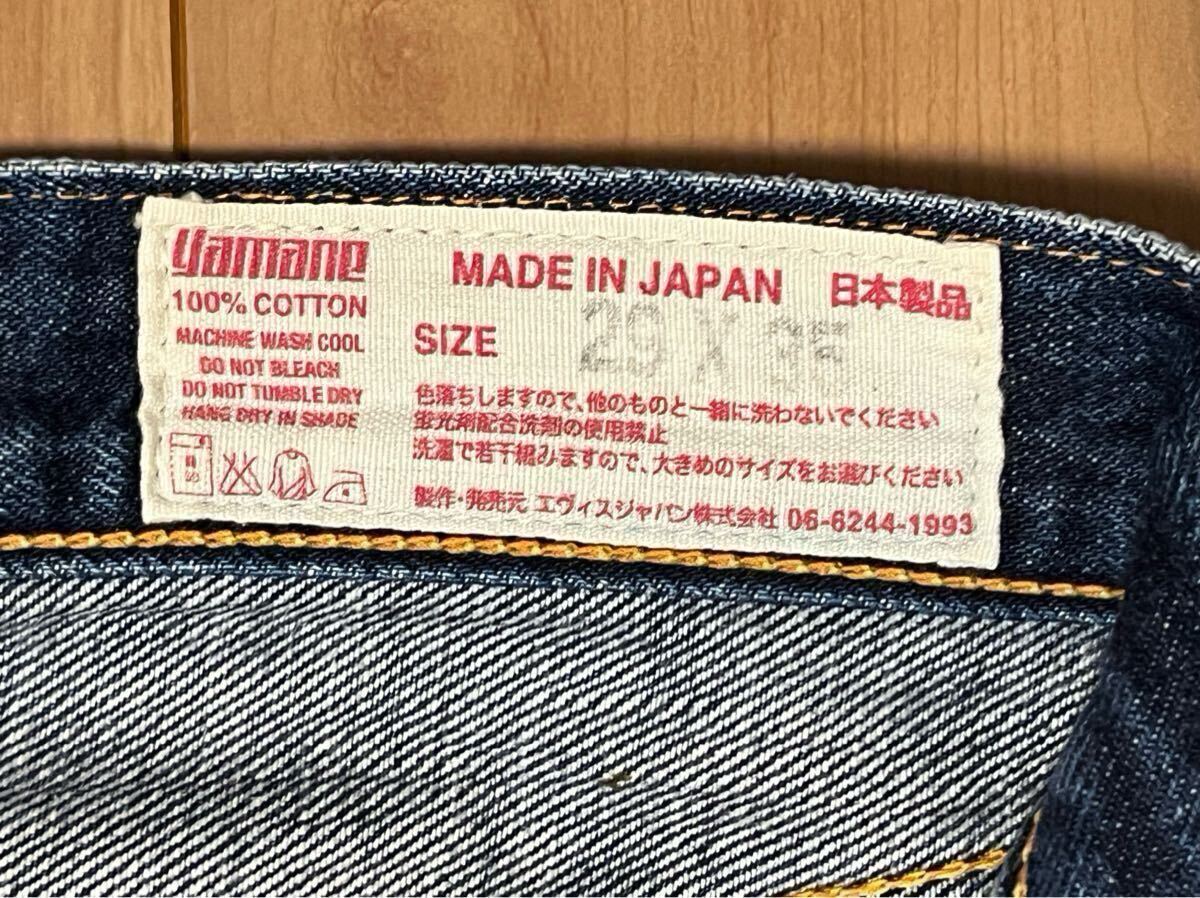 yamane
100% COTTON
MACHINE WASH COOL
DO NOT BLEACH
DO NOT TUMBLE DRY
HANG DRY IN SHADE
MADE IN JAPAN 日本製品
SIZE 29 X 35
色落ちしますので、他のものと一緒に洗わないでください
蛍光剤配合洗剤の使用禁止
洗濯で若干縮みますので、大きめのサイズをお選びください
製作・発売元 エヴィスジャパン株式会社 06-6244-1993